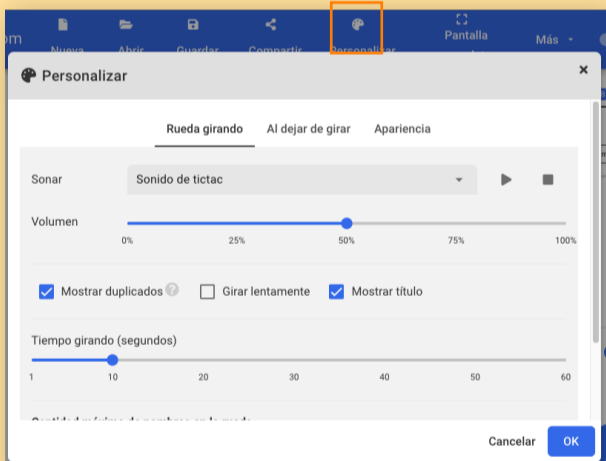 om Nueva Abrir Guardar Compartir Personalizar Pantalla Más
Personalizar ×
Rueda girando Al dejar de girar Apariencia
Sonar Sonido de tictac
Volumen
0% 25% 50% 75% 100%
Mostrar duplicados ? Girar lentamente Mostrar título
Tiempo girando (segundos)
1 10 20 30 40 50 60
Cancelar OK